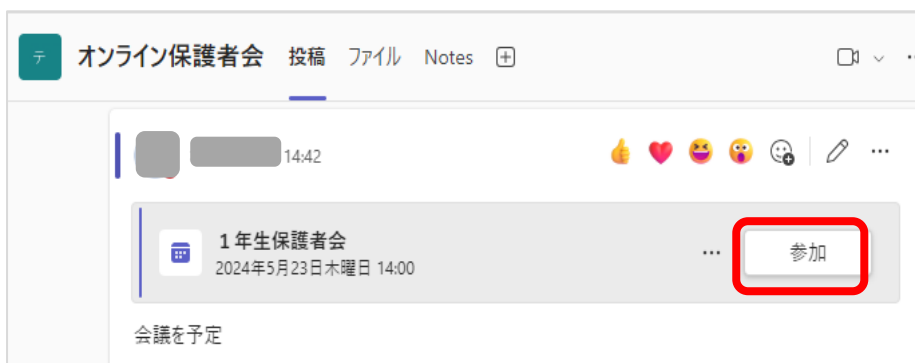 テ オンライン保護者会 投稿 ファイル Notes
14:42
１年生保護者会
2024年5月23日木曜日 14:00
参加
会議を予定